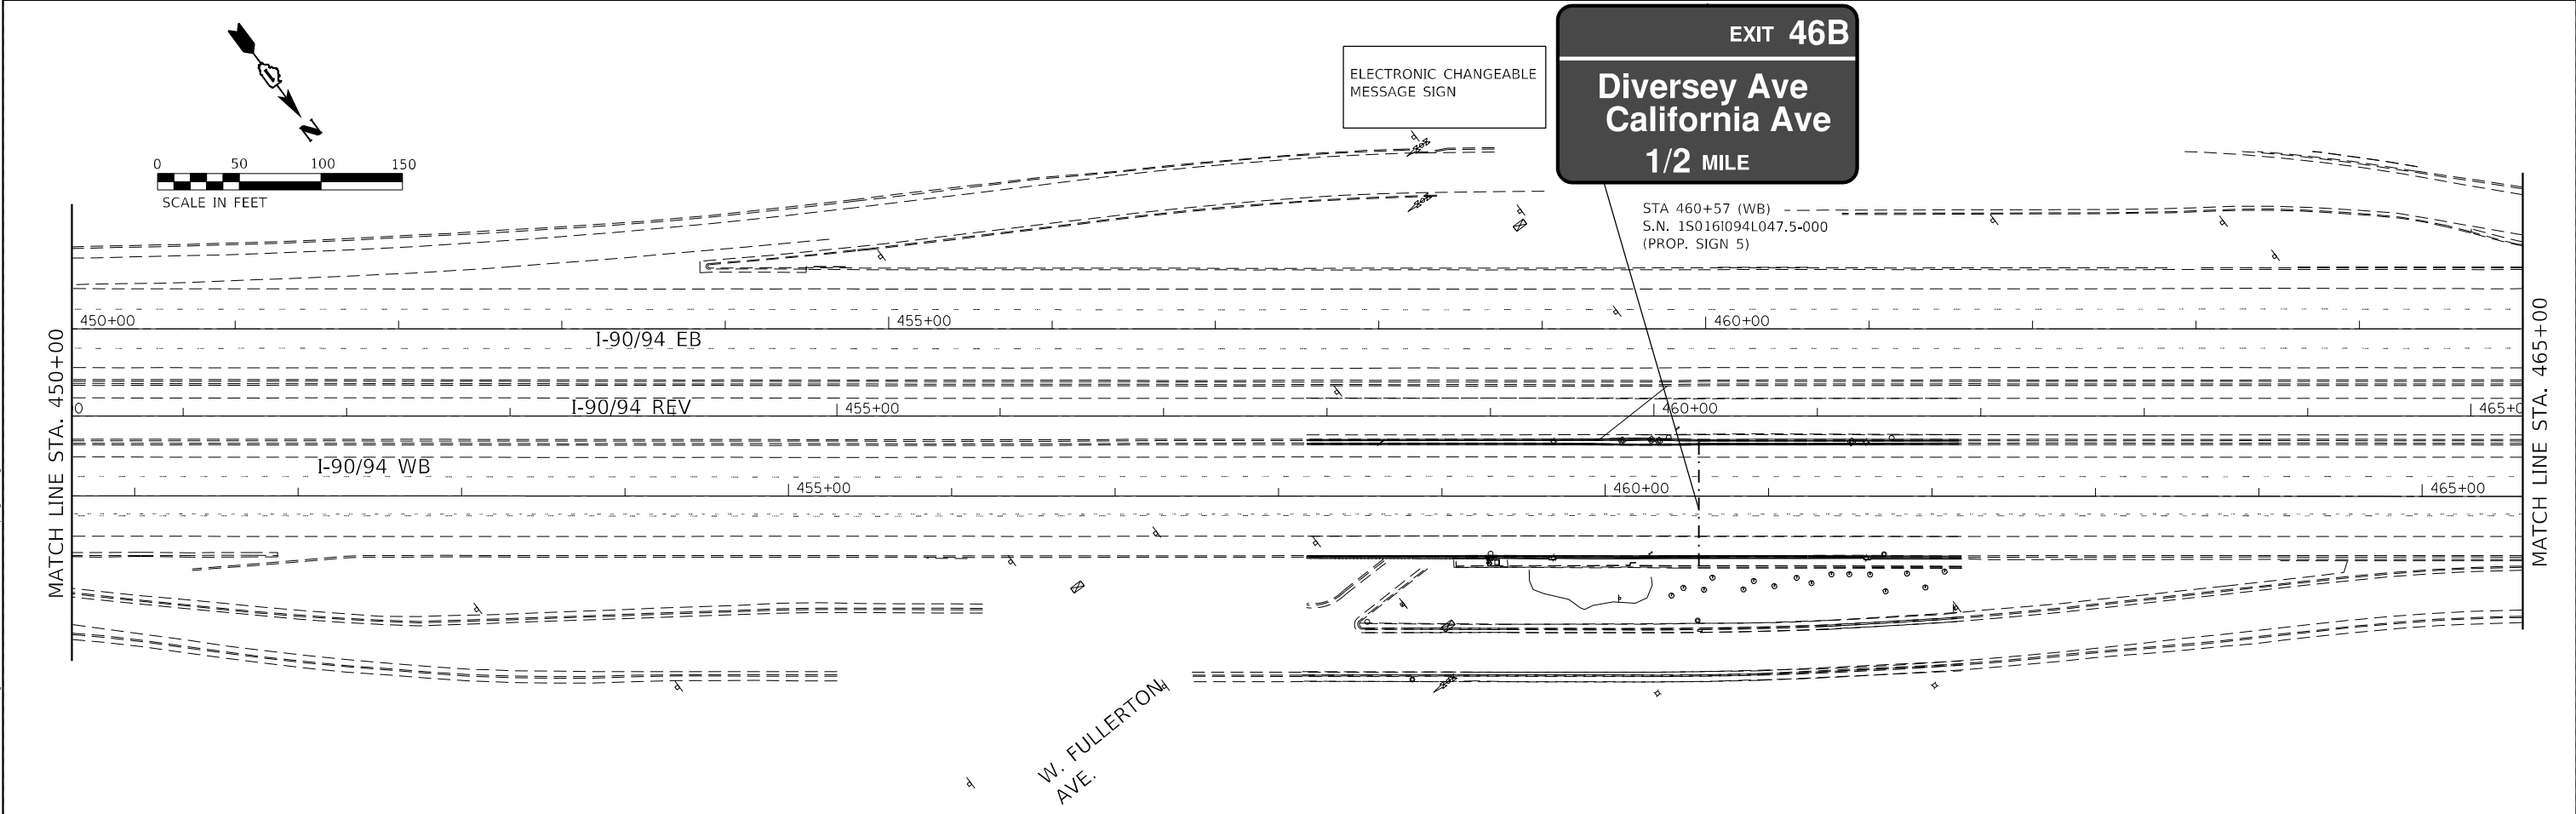 EXIT 46B
Diversey Ave
California Ave
1/2 MILE
ELECTRONIC CHANGEABLE
MESSAGE SIGN
N
0 50 100 150
SCALE IN FEET
STA 460+57 (WB)
S.N. 1S016I094L047.5-000
(PROP. SIGN 5)
450+00 455+00 460+00
I-90/94 EB
MATCH LINE STA. 450+00
MATCH LINE STA. 465+00
I-90/94 REV
0 455+00 460+00 465+0
I-90/94 WB
455+00 460+00 465+00
W. FULLERTON
AVE.